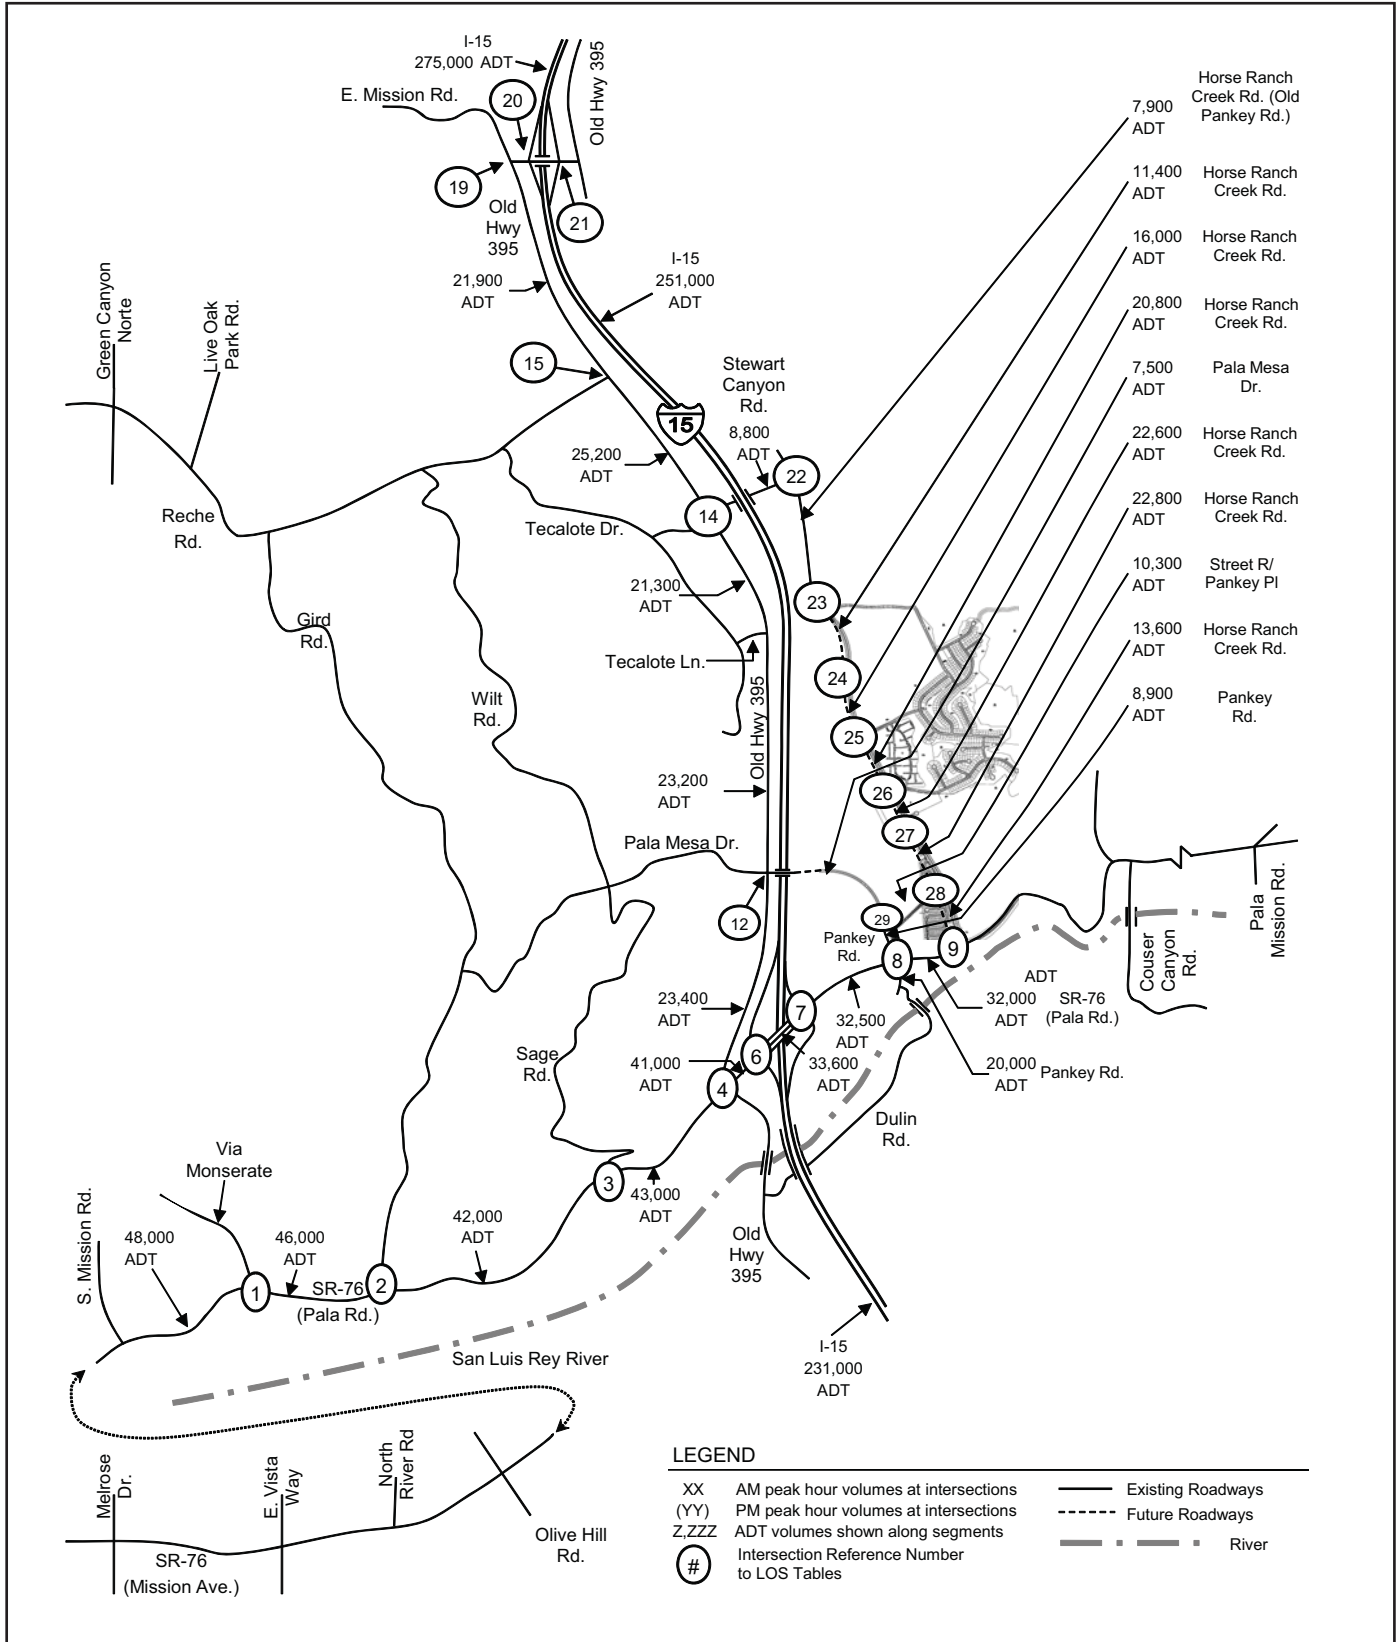 I-15
275,000 ADT
Old Hwy 395
E. Mission Rd.
20
19
21
Old
Hwy
395
21,900
ADT
I-15
251,000
ADT
Green Canyon
Norte
Live Oak
Park Rd.
15
15
Stewart
Canyon
Rd.
8,800
ADT
22
25,200
ADT
14
Reche
Rd.
Tecalote Dr.
21,300
ADT
23
Gird
Rd.
Tecalote Ln.
24
Wilt
Rd.
Old Hwy 395
25
23,200
ADT
26
27
Pala Mesa Dr.
28
12
29
Pankey
Rd.
8
9
7,900
ADT
Horse Ranch
Creek Rd. (Old
Pankey Rd.)
11,400
ADT
Horse Ranch
Creek Rd.
16,000
ADT
Horse Ranch
Creek Rd.
20,800
ADT
Horse Ranch
Creek Rd.
7,500
ADT
Pala Mesa
Dr.
22,600
ADT
Horse Ranch
Creek Rd.
22,800
ADT
Horse Ranch
Creek Rd.
10,300
ADT
Street R/
Pankey Pl
13,600
ADT
Horse Ranch
Creek Rd.
8,900
ADT
Pankey
Rd.
Pala
Mission Rd.
Couser
Canyon
Rd.
ADT
32,000
ADT
SR-76
(Pala Rd.)
23,400
ADT
7
32,500
ADT
Sage
Rd.
41,000
ADT
6
33,600
ADT
20,000
ADT
Pankey Rd.
4
Dulin
Rd.
Via
Monserate
3
43,000
ADT
S. Mission Rd.
48,000
ADT
46,000
ADT
42,000
ADT
Old
Hwy
395
1
2
SR-76
(Pala Rd.)
San Luis Rey River
I-15
231,000
ADT
Melrose
Dr.
E. Vista
Way
North
River Rd
Olive Hill
Rd.
SR-76
(Mission Ave.)
LEGEND
XX AM peak hour volumes at intersections
(YY) PM peak hour volumes at intersections
Z,ZZZ ADT volumes shown along segments
# Intersection Reference Number
to LOS Tables
Existing Roadways
Future Roadways
River